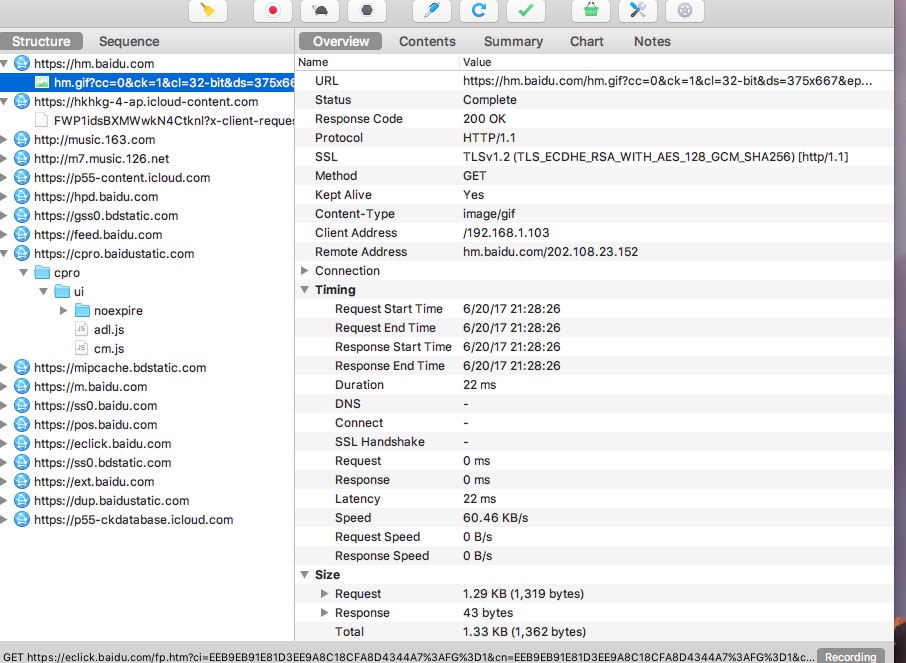 Structure
Sequence
https://hm.baidu.com
hm.gif?cc=0&ck=1&cl=32-bit&ds=375x66
https://hkhkg-4-ap.icloud-content.com
FWP1idsBXMWwkN4Ctknl?x-client-reques
http://music.163.com
http://m7.music.126.net
https://p55-content.icloud.com
https://hpd.baidu.com
https://gss0.bdstatic.com
https://feed.baidu.com
https://cpro.baidustatic.com
cpro
ui
noexpire
JS adl.js
JS cm.js
https://mipcache.bdstatic.com
https://m.baidu.com
https://ss0.baidu.com
https://pos.baidu.com
https://eclick.baidu.com
https://ss0.bdstatic.com
https://ext.baidu.com
https://dup.baidustatic.com
https://p55-ckdatabase.icloud.com
Overview Contents Summary Chart Notes
Name Value
URL https://hm.baidu.com/hm.gif?cc=0&ck=1&cl=32-bit&ds=375x667&ep...
Status Complete
Response Code 200 OK
Protocol HTTP/1.1
SSL TLSv1.2 (TLS_ECDHE_RSA_WITH_AES_128_GCM_SHA256) [http/1.1]
Method GET
Kept Alive Yes
Content-Type image/gif
Client Address /192.168.1.103
Remote Address hm.baidu.com/202.108.23.152
Connection
Timing
Request Start Time 6/20/17 21:28:26
Request End Time 6/20/17 21:28:26
Response Start Time 6/20/17 21:28:26
Response End Time 6/20/17 21:28:26
Duration 22 ms
DNS -
Connect -
SSL Handshake -
Request 0 ms
Response 0 ms
Latency 22 ms
Speed 60.46 KB/s
Request Speed 0 B/s
Response Speed 0 B/s
Size
Request 1.29 KB (1,319 bytes)
Response 43 bytes
Total 1.33 KB (1,362 bytes)
GET https://eclick.baidu.com/fp.htm?ci=EEB9EB91E81D3EE9A8C18CFA8D4344A7%3AFG%3D1&cn=EEB9EB91E81D3EE9A8C18CFA8D4344A7%3AFG%3D1&c... Recording